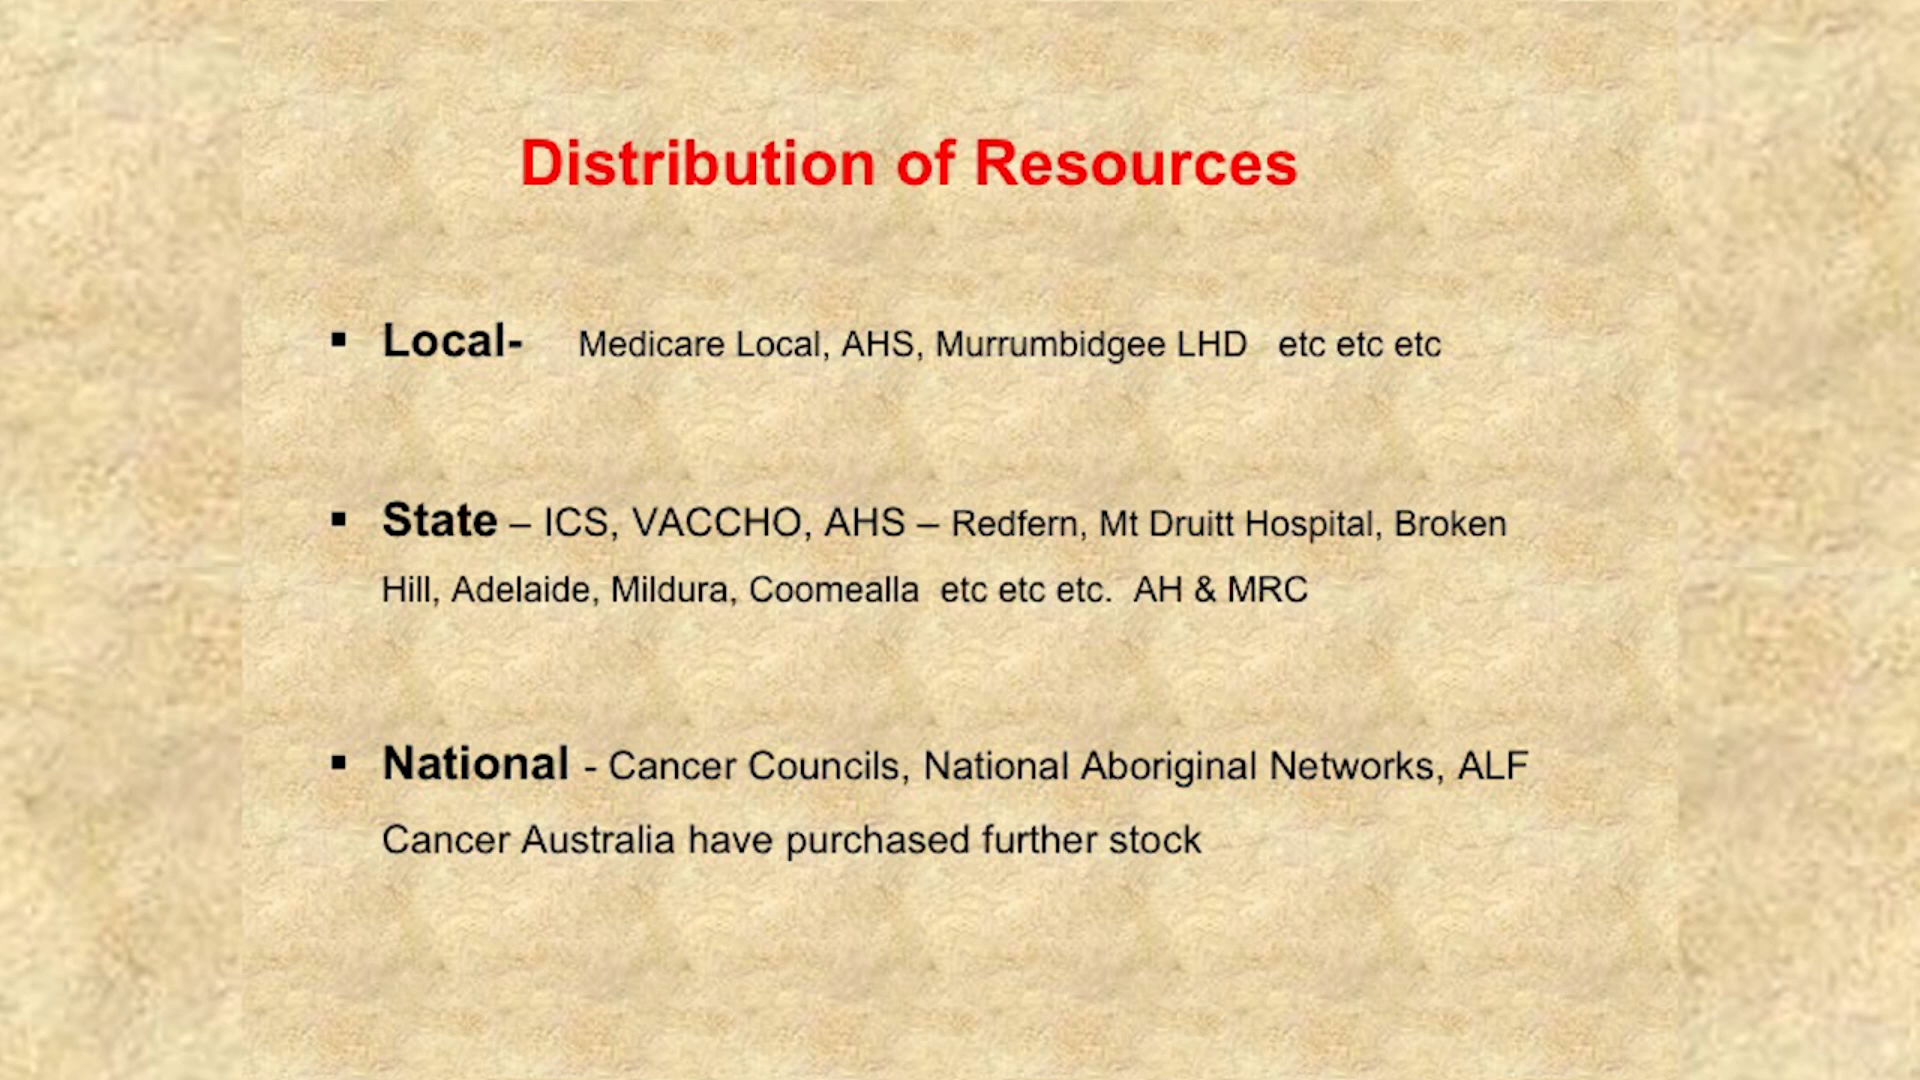 Distribution of Resources
▪ Local- Medicare Local, AHS, Murrumbidgee LHD etc etc etc
▪ State – ICS, VACCHO, AHS – Redfern, Mt Druitt Hospital, Broken
Hill, Adelaide, Mildura, Coomealla etc etc etc. AH & MRC
▪ National - Cancer Councils, National Aboriginal Networks, ALF
Cancer Australia have purchased further stock